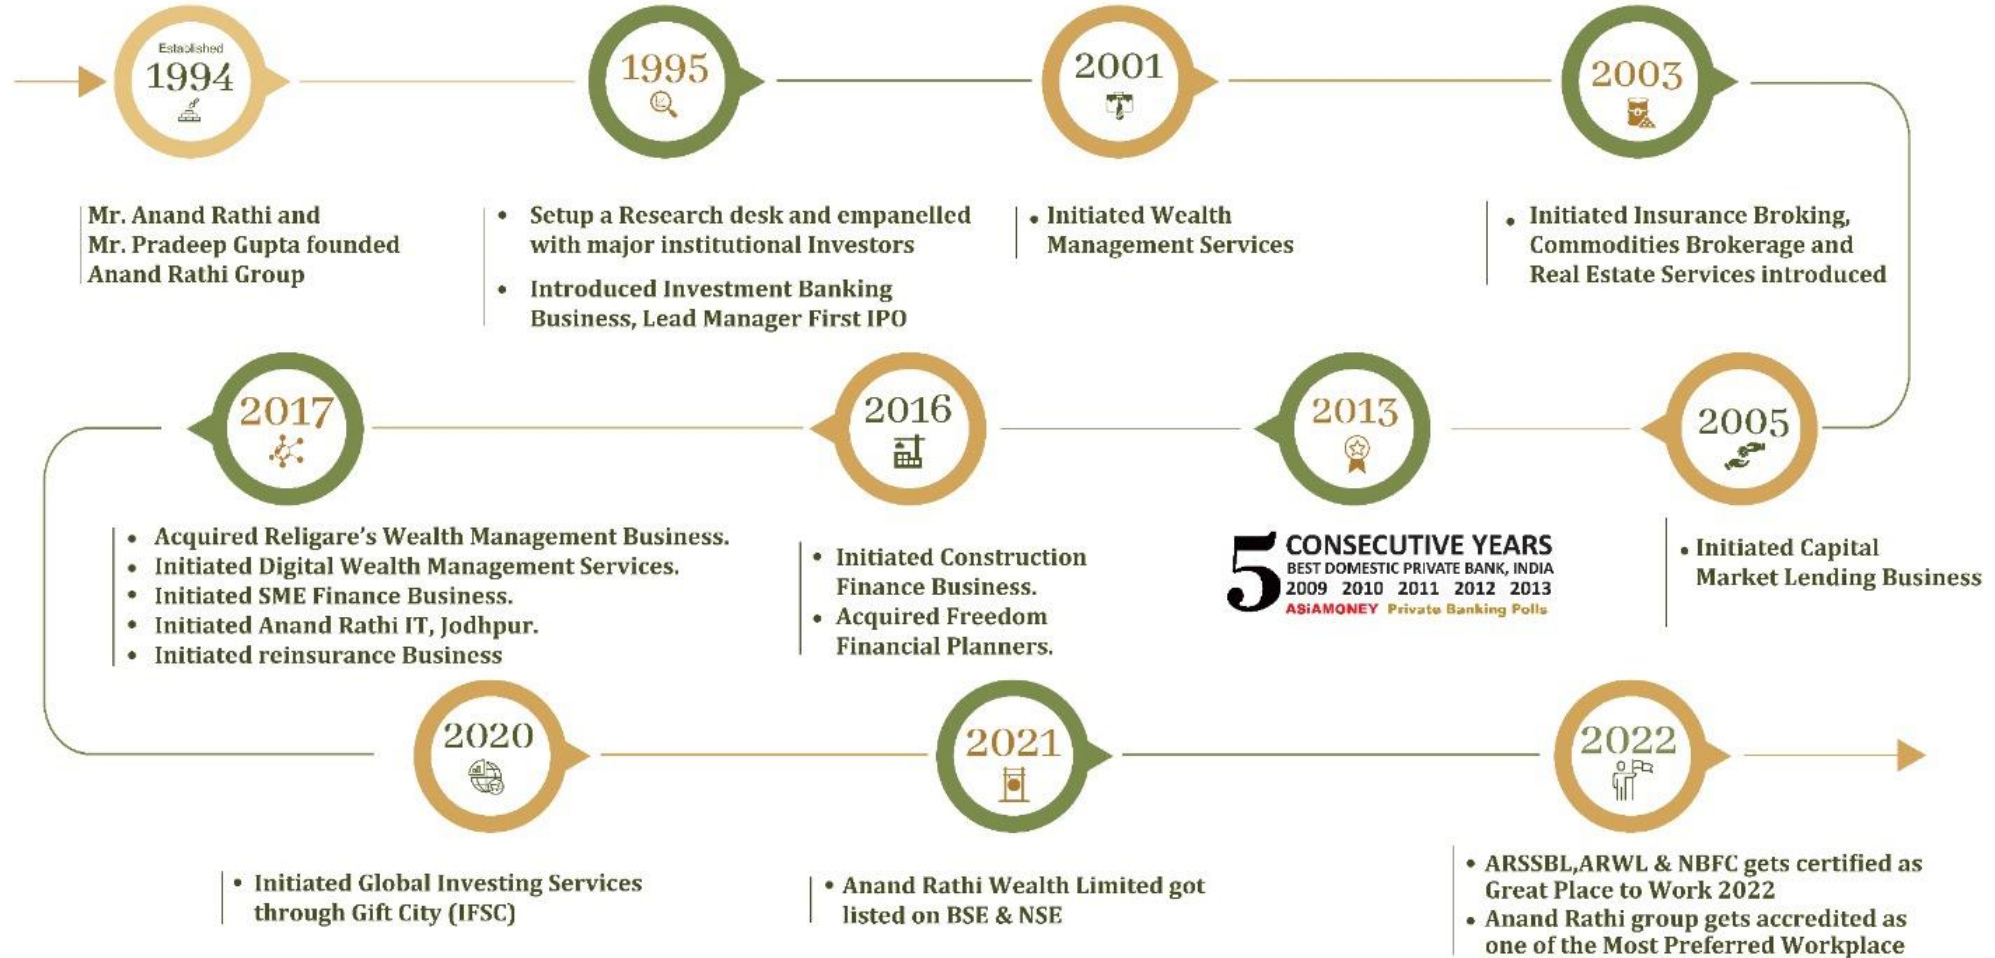 Established
1994
1995
2001
2003
Mr. Anand Rathi and
Mr. Pradeep Gupta founded
Anand Rathi Group
• Setup a Research desk and empanelled
with major institutional Investors
• Introduced Investment Banking
Business, Lead Manager First IPO
• Initiated Wealth
Management Services
• Initiated Insurance Broking,
Commodities Brokerage and
Real Estate Services introduced
2005
2013
2016
2017
• Initiated Capital
Market Lending Business
5 CONSECUTIVE YEARS
BEST DOMESTIC PRIVATE BANK, INDIA
2009 2010 2011 2012 2013
ASiAMONEY Private Banking Polls
• Initiated Construction
Finance Business.
• Acquired Freedom
Financial Planners.
• Acquired Religare's Wealth Management Business.
• Initiated Digital Wealth Management Services.
• Initiated SME Finance Business.
• Initiated Anand Rathi IT, Jodhpur.
• Initiated reinsurance Business
2020
2021
2022
• Initiated Global Investing Services
through Gift City (IFSC)
• Anand Rathi Wealth Limited got
listed on BSE & NSE
• ARSSBL,ARWL & NBFC gets certified as
Great Place to Work 2022
• Anand Rathi group gets accredited as
one of the Most Preferred Workplace